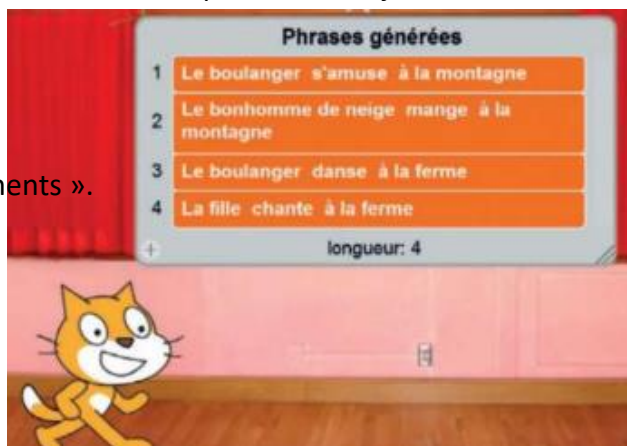 Phrases générées
1 Le boulanger s'amuse à la montagne
2 Le bonhomme de neige mange à la
montagne
ments ».
3 Le boulanger danse à la ferme
4 La fille chante à la ferme
+ longueur: 4